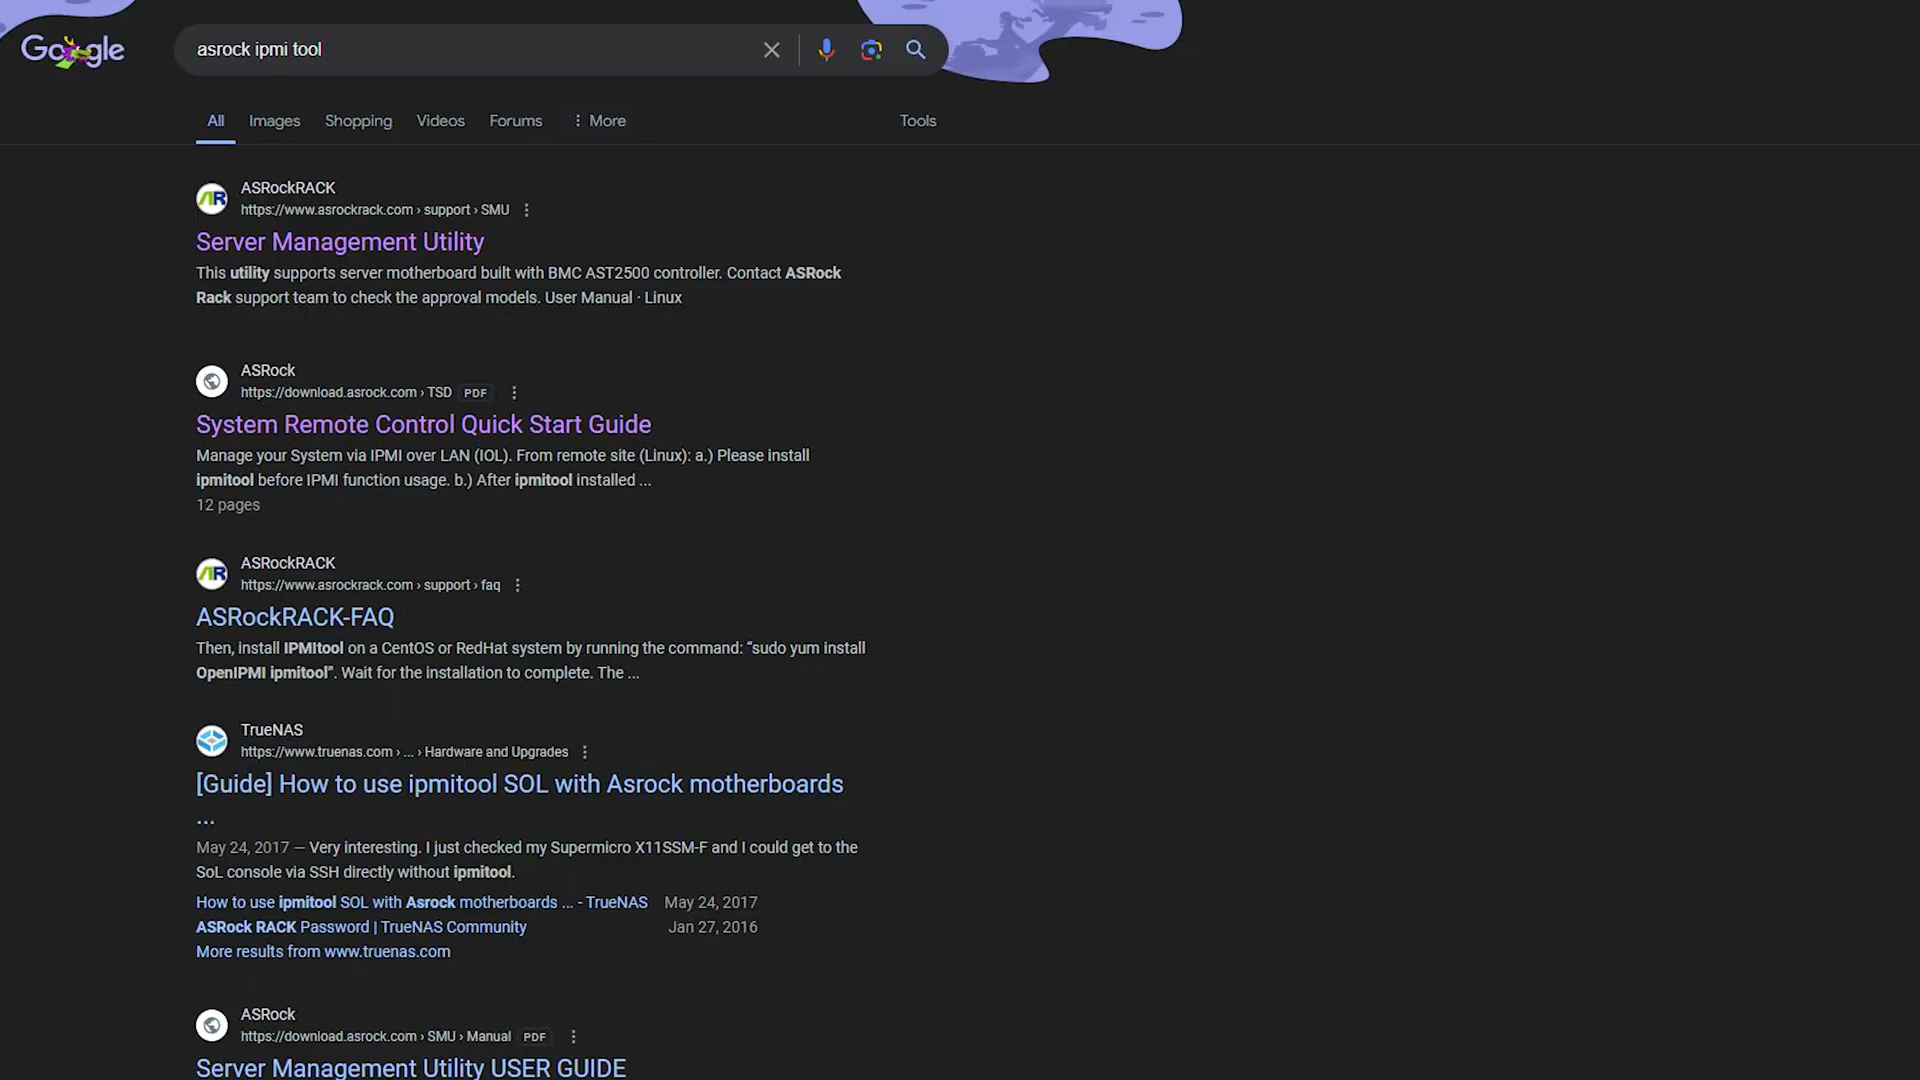 Google
asrock ipmi tool
All Images Shopping Videos Forums More Tools
ASRockRACK
https://www.asrockrack.com › support › SMU
Server Management Utility
This utility supports server motherboard built with BMC AST2500 controller. Contact ASRock
Rack support team to check the approval models. User Manual · Linux
ASRock
https://download.asrock.com › TSD PDF
System Remote Control Quick Start Guide
Manage your System via IPMI over LAN (IOL). From remote site (Linux): a.) Please install
ipmitool before IPMI function usage. b.) After ipmitool installed ...
12 pages
ASRockRACK
https://www.asrockrack.com › support › faq
ASRockRACK-FAQ
Then, install IPMItool on a CentOS or RedHat system by running the command: “sudo yum install
OpenIPMI ipmitool”. Wait for the installation to complete. The ...
TrueNAS
https://www.truenas.com › ... › Hardware and Upgrades
[Guide] How to use ipmitool SOL with Asrock motherboards
...
May 24, 2017 — Very interesting. I just checked my Supermicro X11SSM-F and I could get to the
SoL console via SSH directly without ipmitool.
How to use ipmitool SOL with Asrock motherboards ... - TrueNAS May 24, 2017
ASRock RACK Password | TrueNAS Community Jan 27, 2016
More results from www.truenas.com
ASRock
https://download.asrock.com › SMU › Manual PDF
Server Management Utility USER GUIDE